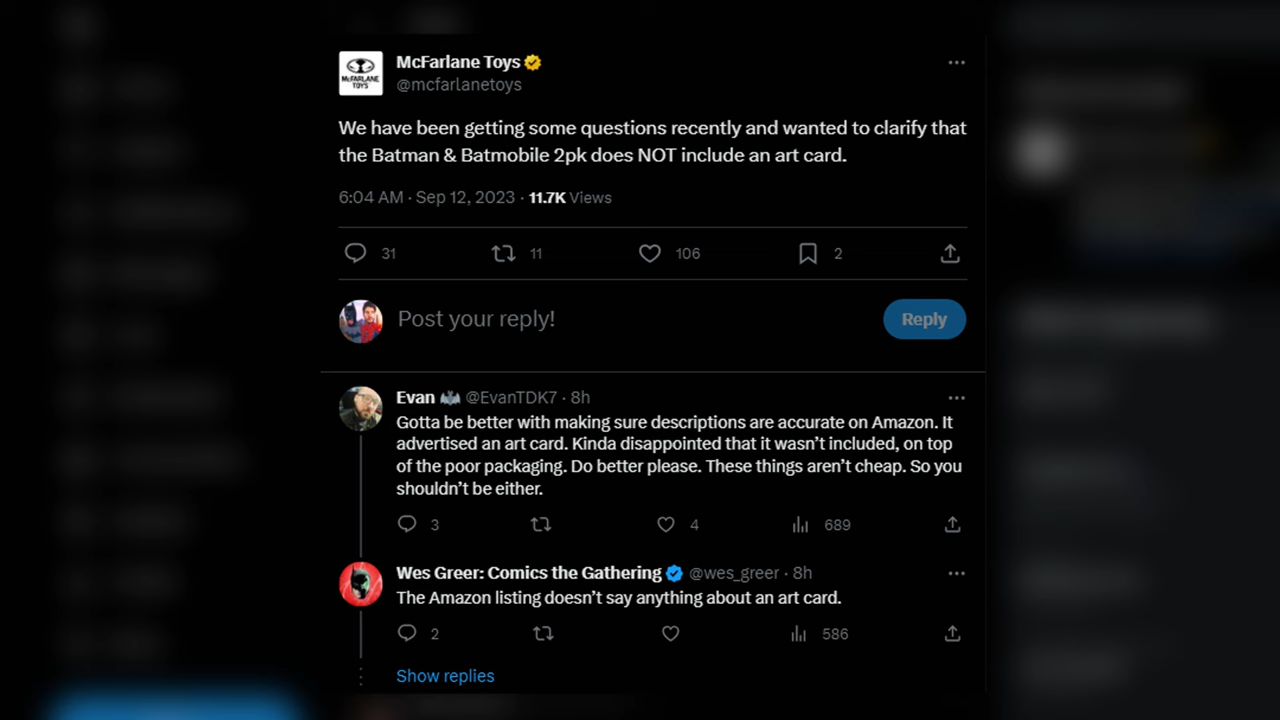 McFARLANE
TOYS
McFarlane Toys
@mcfarlanetoys
We have been getting some questions recently and wanted to clarify that
the Batman & Batmobile 2pk does NOT include an art card.
6:04 AM · Sep 12, 2023 · 11.7K Views
31 11 106 2
Post your reply!
Reply
Evan @EvanTDK7 · 8h
Gotta be better with making sure descriptions are accurate on Amazon. It
advertised an art card. Kinda disappointed that it wasn’t included, on top
of the poor packaging. Do better please. These things aren’t cheap. So you
shouldn’t be either.
3 4 689
Wes Greer: Comics the Gathering @wes_greer · 8h
The Amazon listing doesn’t say anything about an art card.
2 586
Show replies